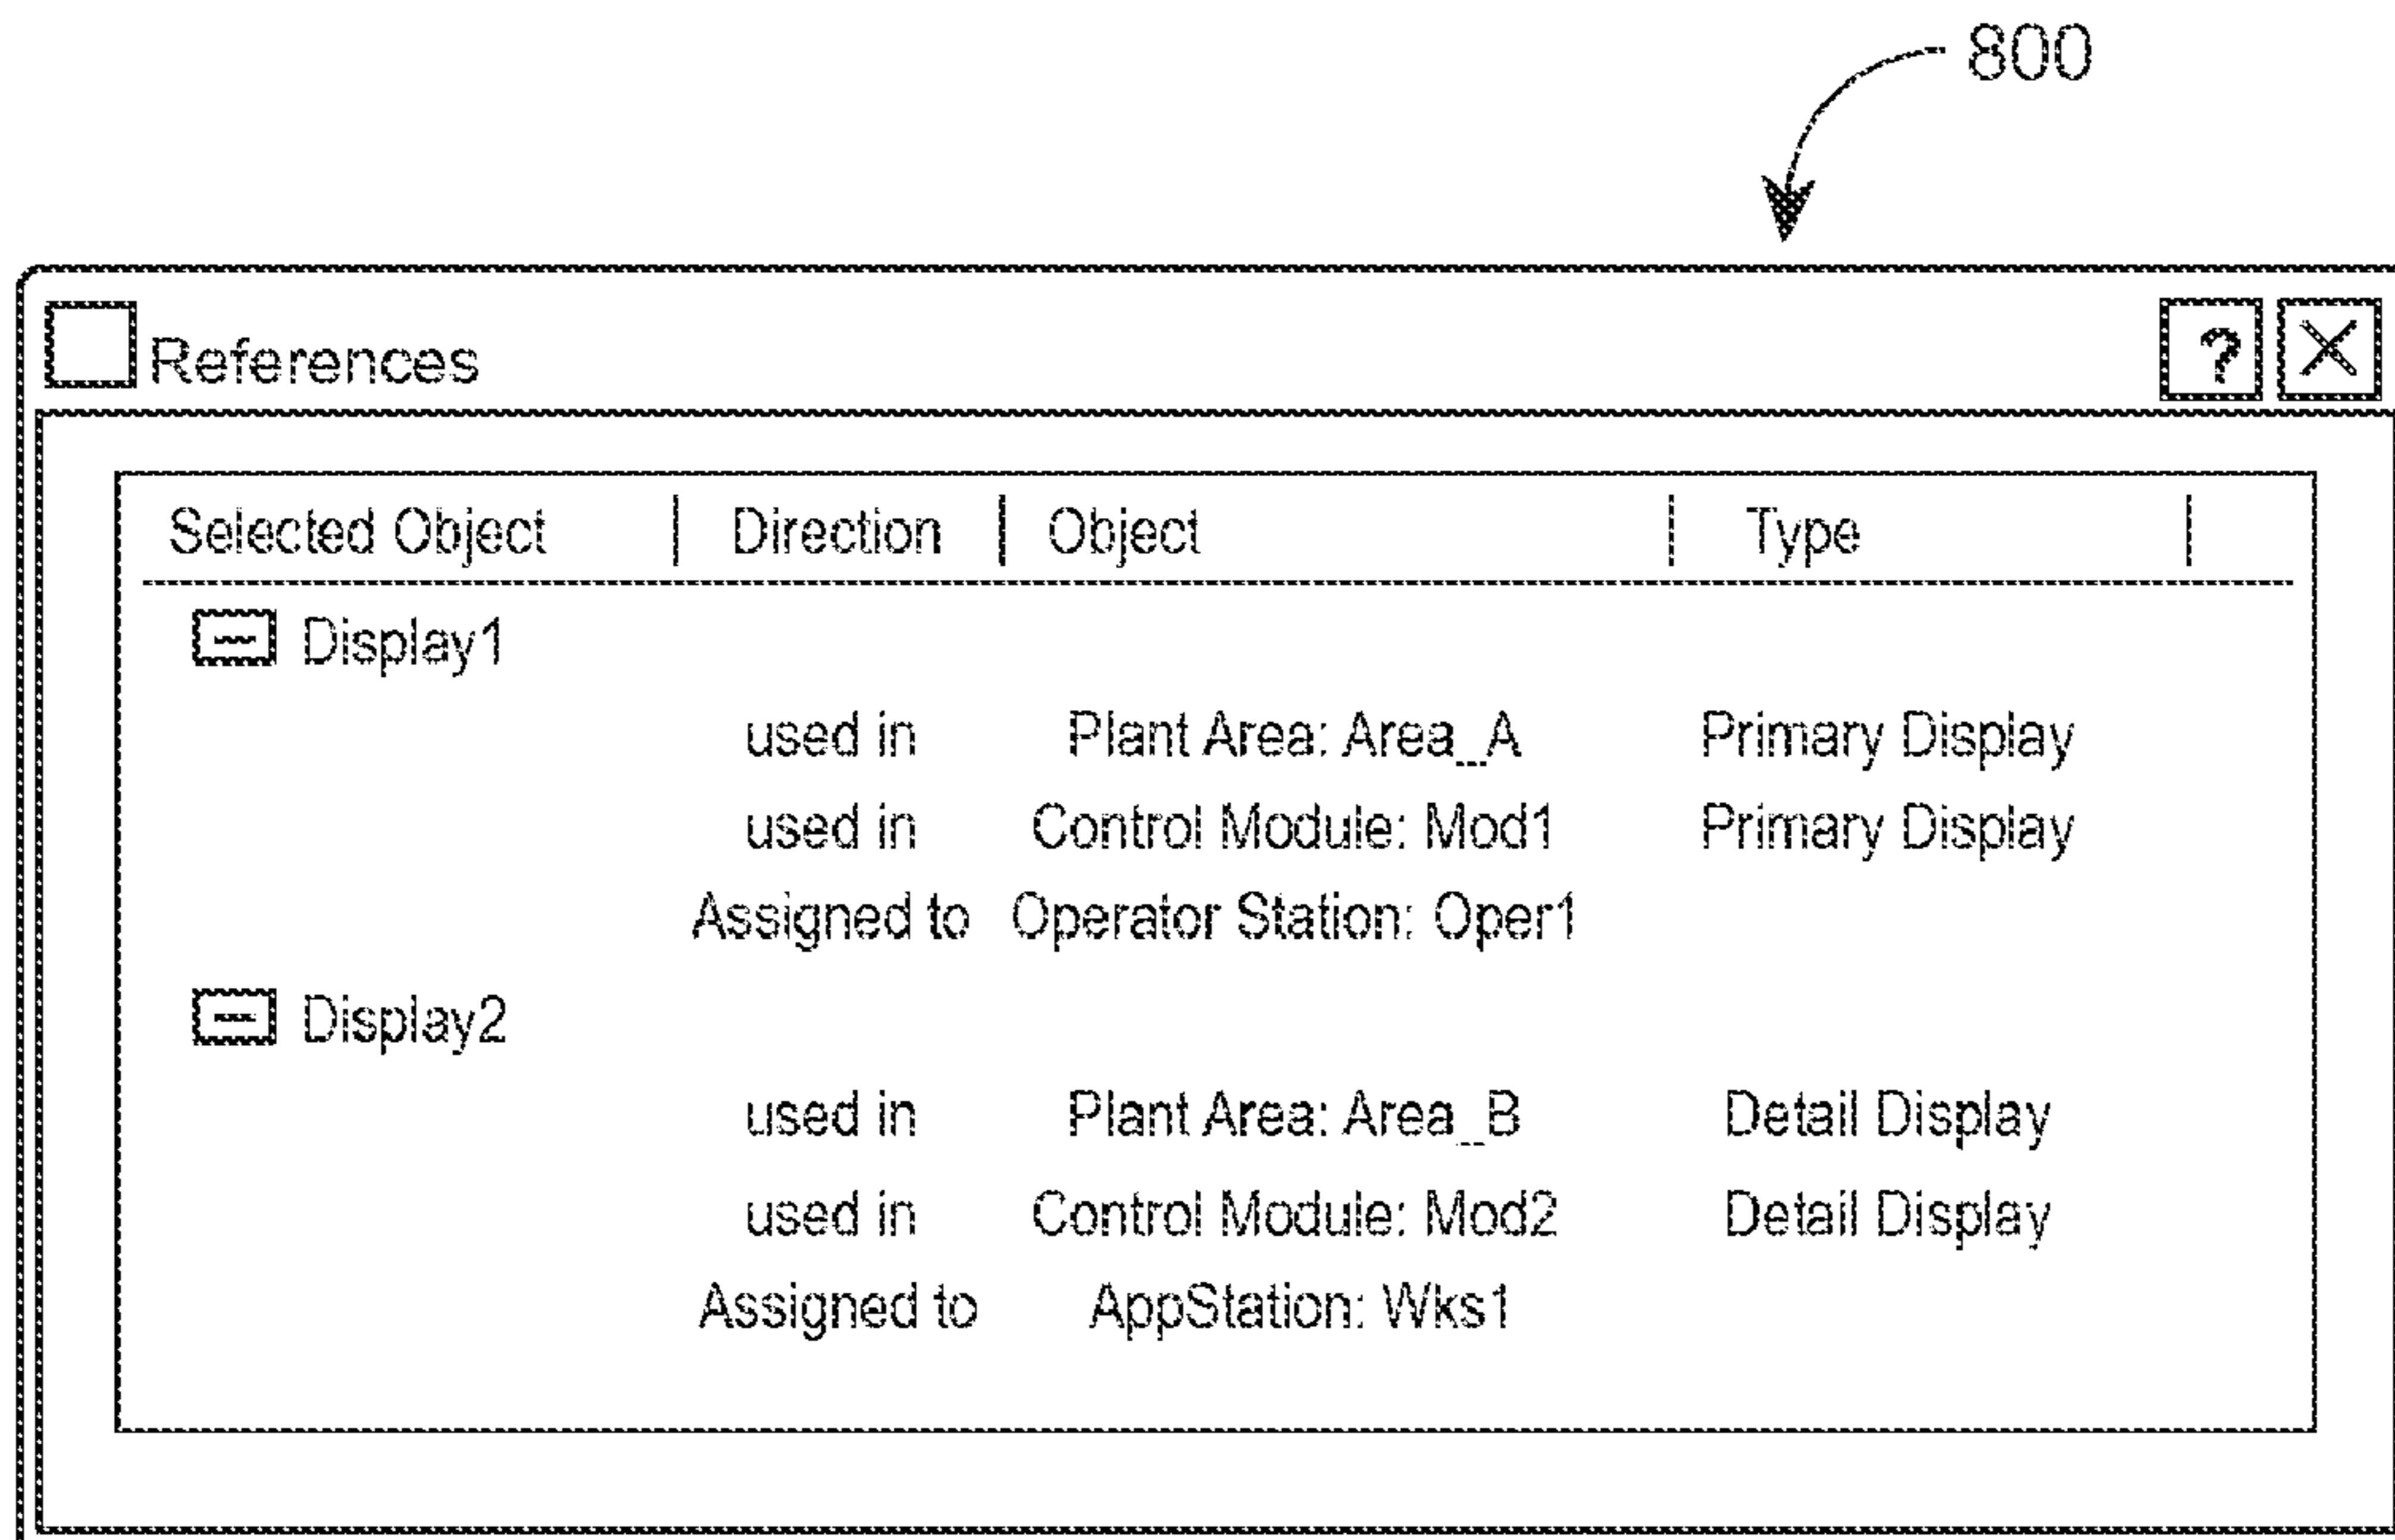 800
References ? X
Selected Object Direction Object Type
Display1
used in Plant Area: Area_A Primary Display
used in Control Module: Mod1 Primary Display
Assigned to Operator Station: Oper1
Display2
used in Plant Area: Area_B Detail Display
used in Control Module: Mod2 Detail Display
Assigned to AppStation: Wks1